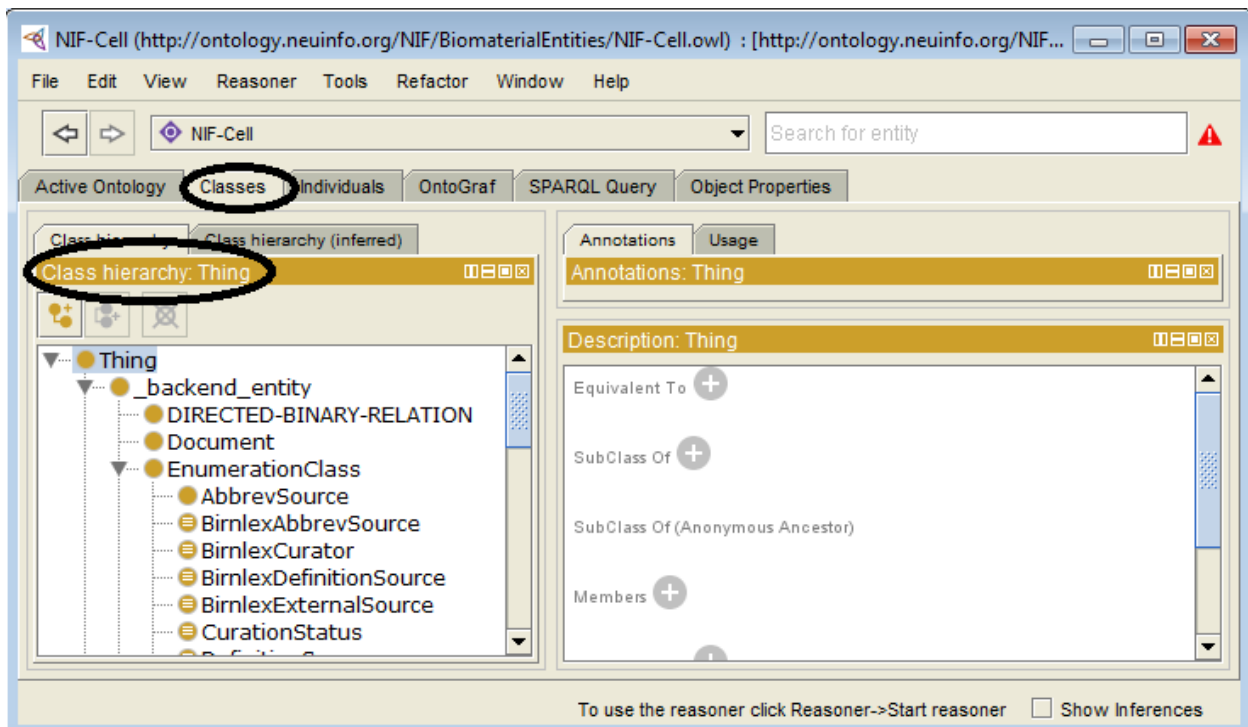 NIF-Cell (http://ontology.neuinfo.org/NIF/BiomaterialEntities/NIF-Cell.owl) : [http://ontology.neuinfo.org/NIF...
File Edit View Reasoner Tools Refactor Window Help
NIF-Cell Search for entity
Active Ontology Classes Individuals OntoGraf SPARQL Query Object Properties
Class hierarchy Class hierarchy (inferred)
Class hierarchy: Thing
Thing
_backend_entity
DIRECTED-BINARY-RELATION
Document
EnumerationClass
AbbrevSource
BirnlexAbbrevSource
BirnlexCurator
BirnlexDefinitionSource
BirnlexExternalSource
CurationStatus
Annotations Usage
Annotations: Thing
Description: Thing
Equivalent To
SubClass Of
SubClass Of (Anonymous Ancestor)
Members
To use the reasoner click Reasoner->Start reasoner Show Inferences